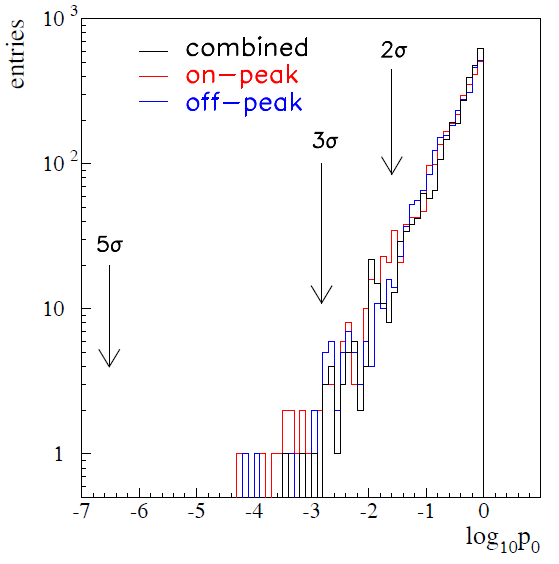 entries
10 3
combined
on-peak
off-peak
2σ
10 2
3σ
5σ
10
1
-7 -6 -5 -4 -3 -2 -1 0 1
log10p0